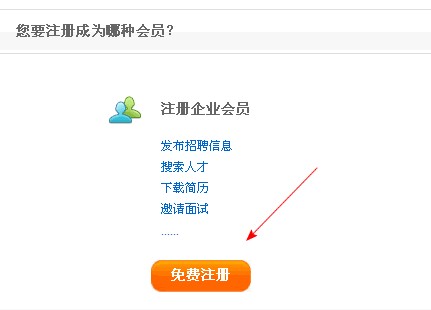 您要注册成为哪种会员?
注册企业会员
发布招聘信息
搜索人才
下载简历
邀请面试
......
免费注册